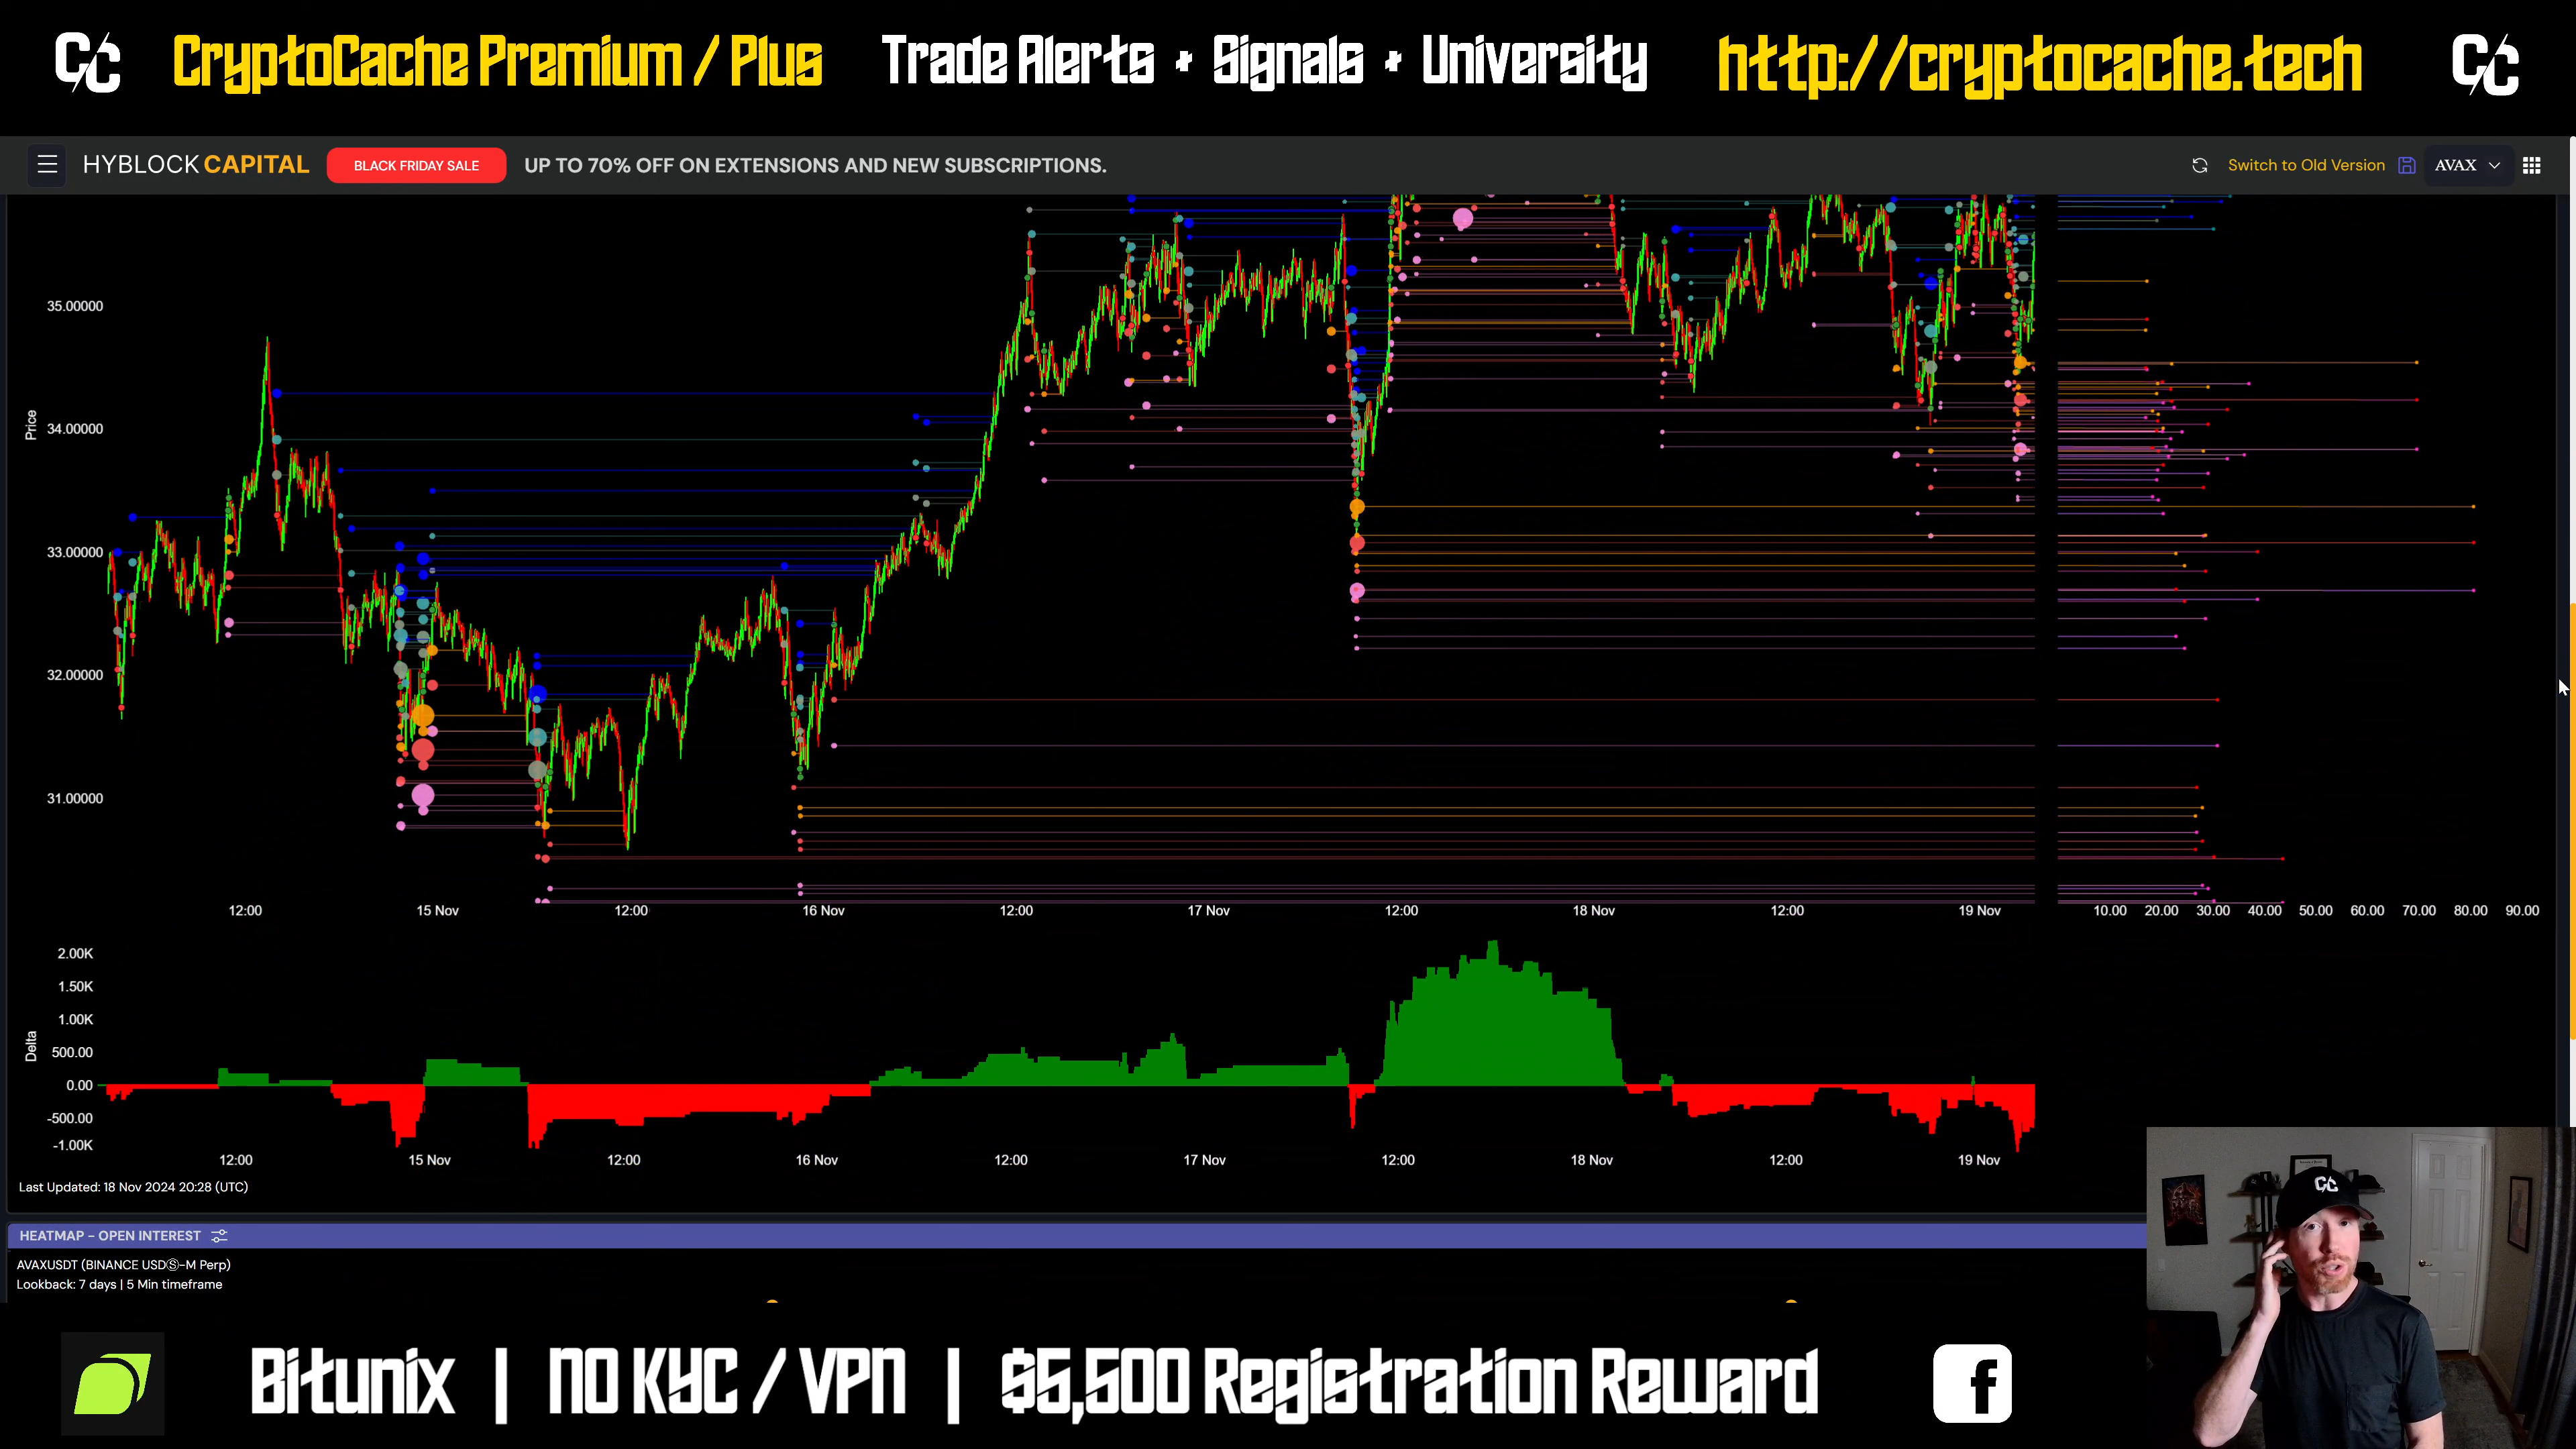 CC CryptoCache Premium / Plus Trade Alerts + Signals + University http://cryptocache.tech CC
HYBLOCK CAPITAL BLACK FRIDAY SALE UP TO 70% OFF ON EXTENSIONS AND NEW SUBSCRIPTIONS. Switch to Old Version AVAX
Price
35.00000
34.00000
33.00000
32.00000
31.00000
12:00 15 Nov 12:00 16 Nov 12:00 17 Nov 12:00 18 Nov 12:00 19 Nov 10.00 20.00 30.00 40.00 50.00 60.00 70.00 80.00 90.00
Delta
2.00K
1.50K
1.00K
500.00
0.00
-500.00
-1.00K
12:00 15 Nov 12:00 16 Nov 12:00 17 Nov 12:00 18 Nov 12:00 19 Nov
Last Updated: 18 Nov 2024 20:28 (UTC)
CC
HEATMAP - OPEN INTEREST
AVAXUSDT (BINANCE USDⓈ-M Perp)
Lookback: 7 days | 5 Min timeframe
Bitunix | NO KYC / VPN | $5,500 Registration Reward f